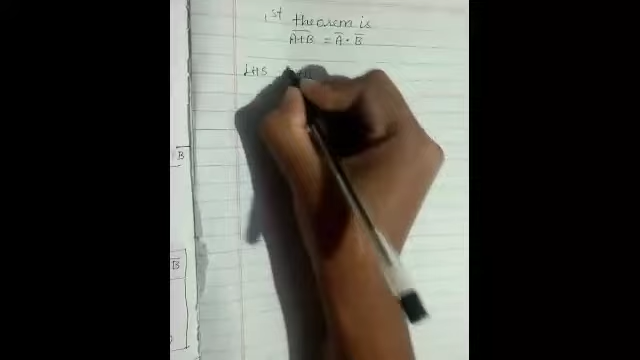 1st theorem is
A̅+̅B̅ = A̅ · B̅
LHS
B̅
B̅